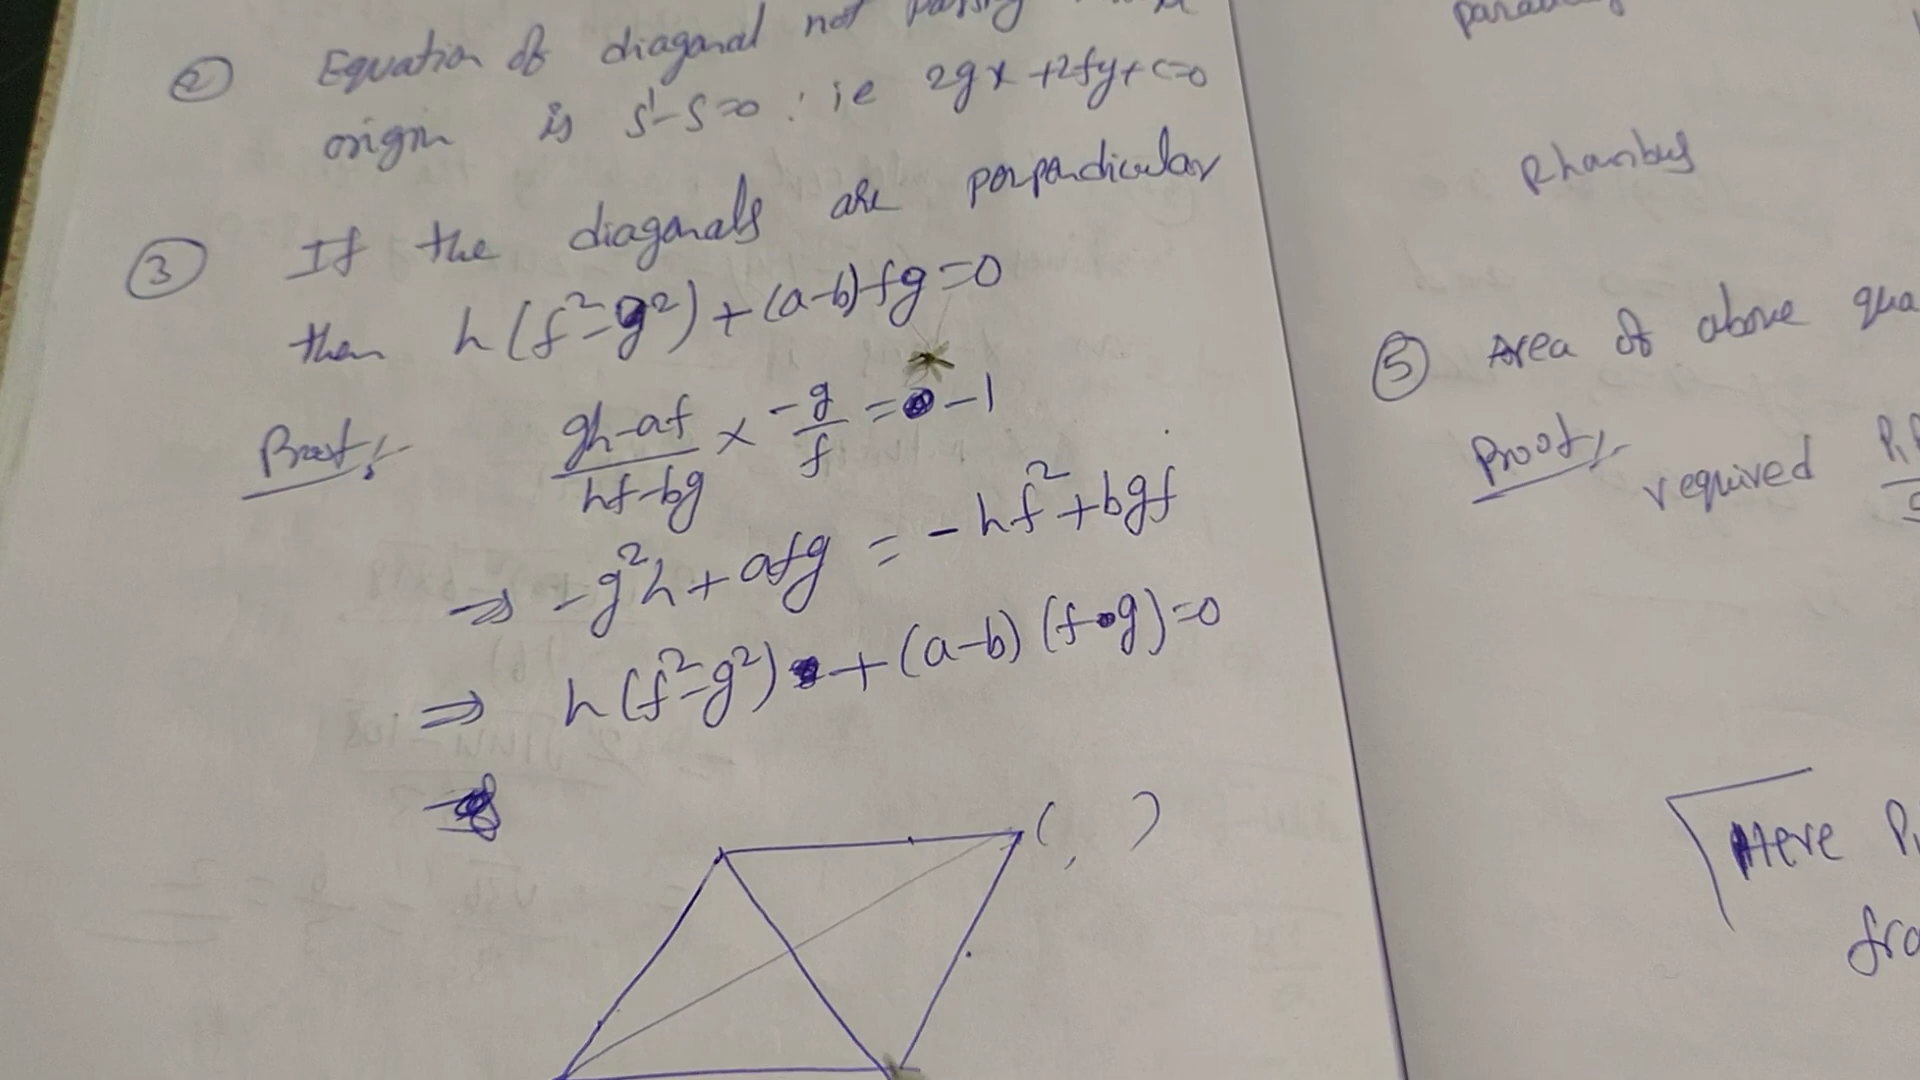 ② Equation of diagonal not
origin is S¹-S=0 : ie 2gx+2fy+c=0
③ If the diagonals are perpendicular
then h(f²-g²)+(a-b)fg=0
Proof:-
gh-af/hf-bg × -g/f = -1
⇒ -g²h+afg = -hf²+bgf
⇒ h(f²-g²)+(a-b)(fg)=0
( , )
Rhombus
⑤ Area of above
Proof:-
required
Here